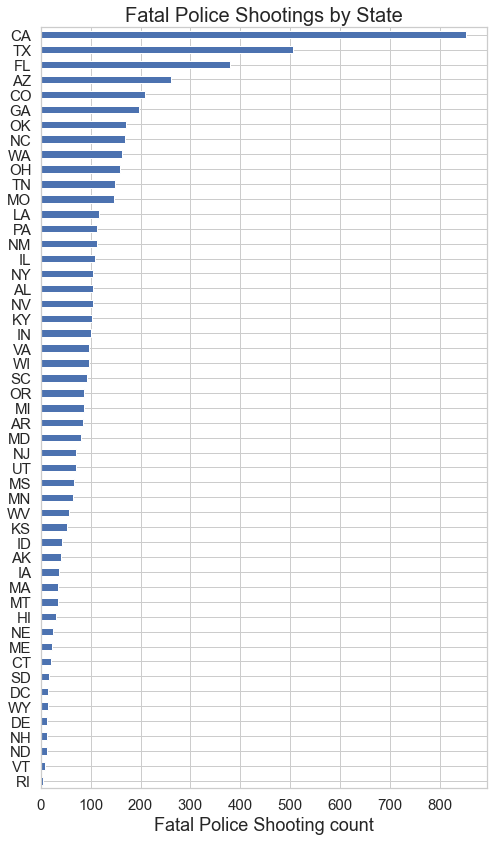 Fatal Police Shootings by State
CA
TX
FL
AZ
CO
GA
OK
NC
WA
OH
TN
MO
LA
PA
NM
IL
NY
AL
NV
KY
IN
VA
WI
SC
OR
MI
AR
MD
NJ
UT
MS
MN
WV
KS
ID
AK
IA
MA
MT
HI
NE
ME
CT
SD
DC
WY
DE
NH
ND
VT
RI
0 100 200 300 400 500 600 700 800
Fatal Police Shooting count